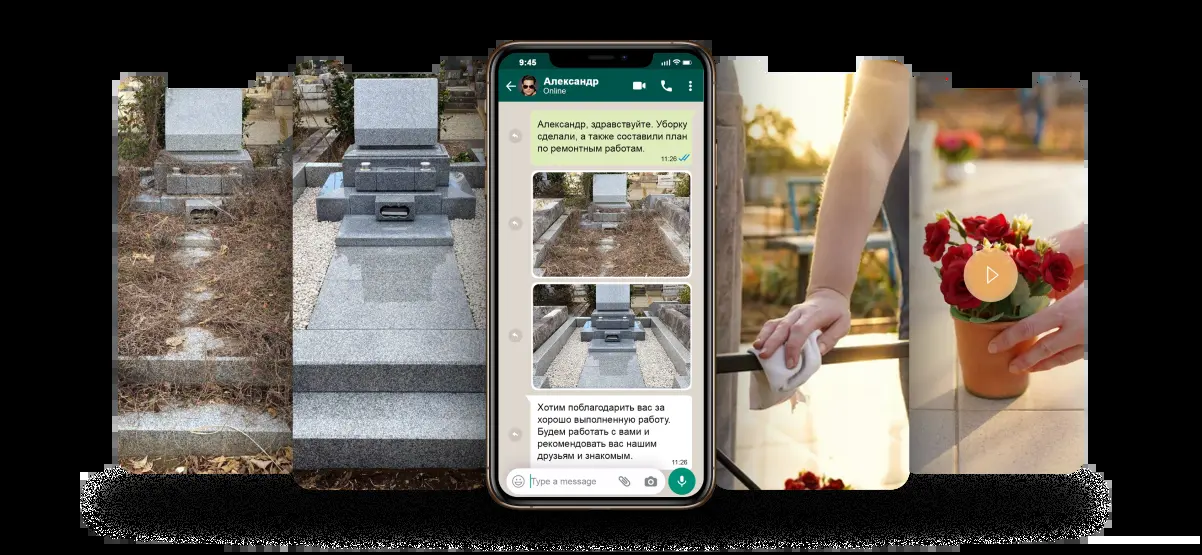 9:45
Александр
Online
Александр, здравствуйте. Уборку
сделали, а также составили план
по ремонтным работам.
11:26
Хотим поблагодарить вас за
хорошо выполненную работу.
Будем работать с вами и
рекомендовать вас нашим
друзьям и знакомым.
11:26
Type a message